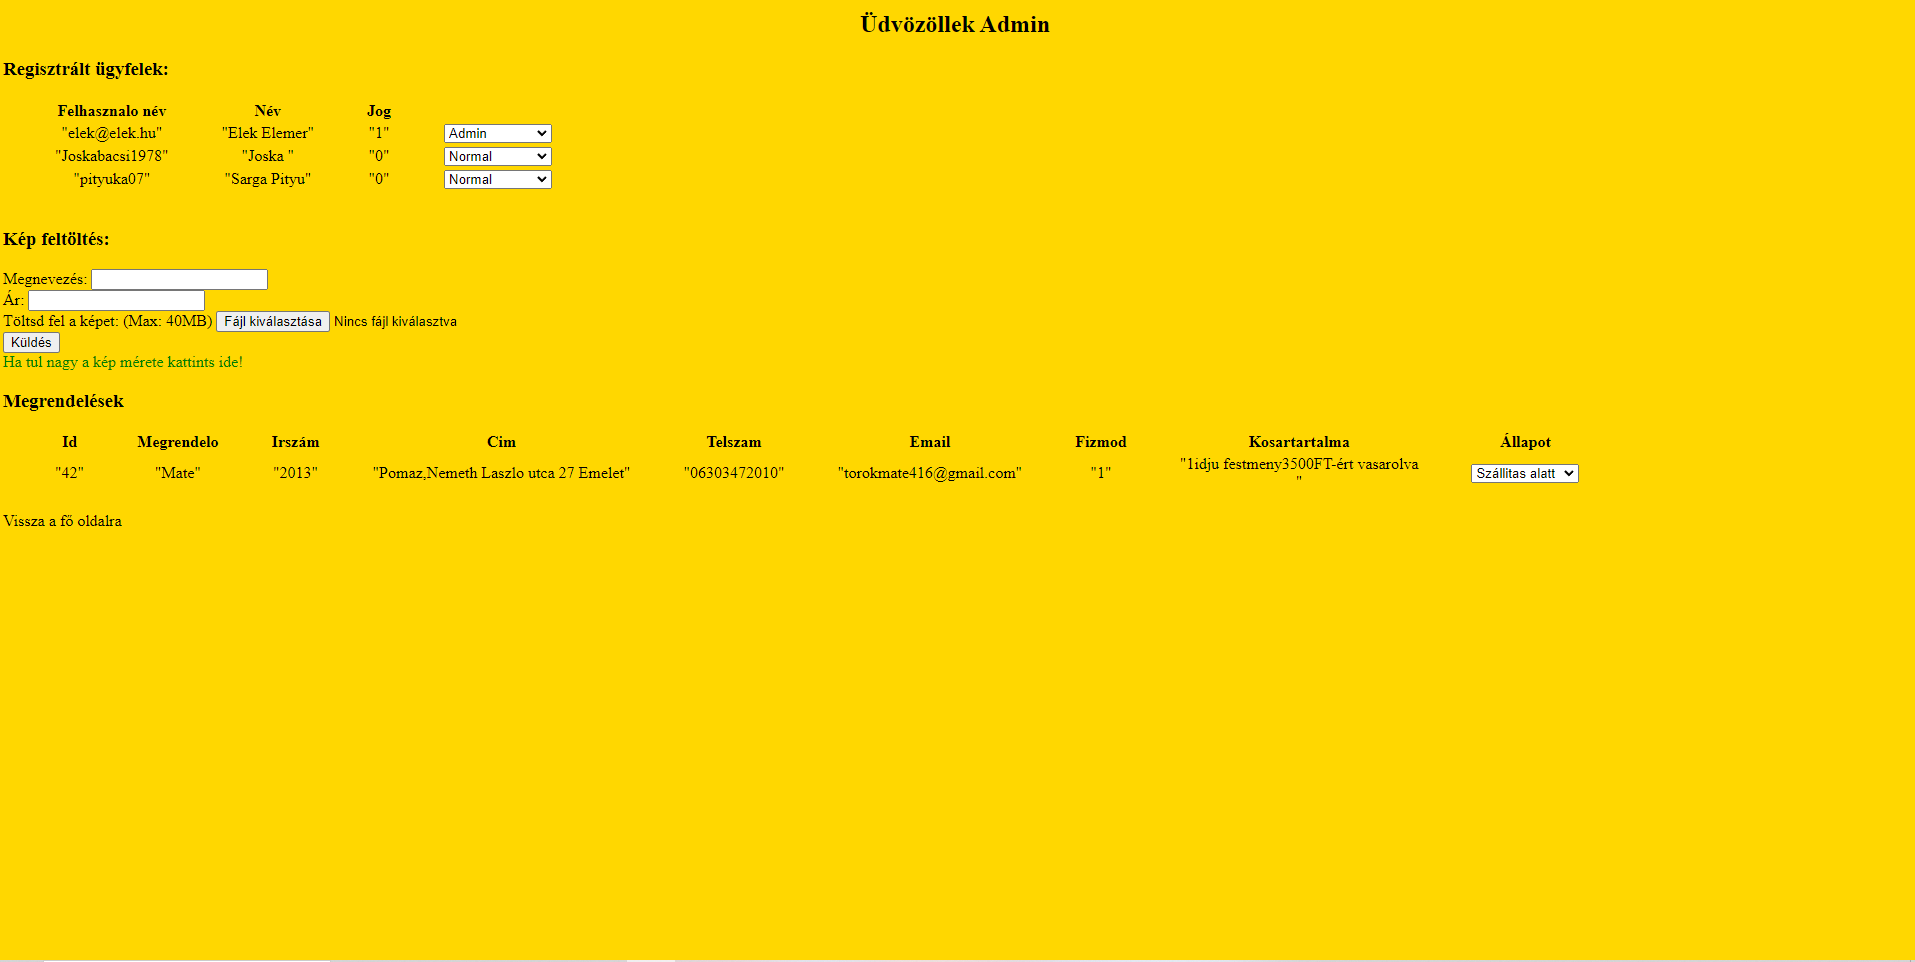 Üdvözöllek Admin
Regisztrált ügyfelek:
Felhasznalo név Név Jog
"elek@elek.hu" "Elek Elemer" "1" Admin
"Joskabacsi1978" "Joska " "0" Normal
"pityuka07" "Sarga Pityu" "0" Normal
Kép feltöltés:
Megnevezés:
Ár:
Töltsd fel a képet: (Max: 40MB) Fájl kiválasztása Nincs fájl kiválasztva
Küldés
Ha tul nagy a kép mérete kattints ide!
Megrendelések
Id Megrendelo Irszám Cim Telszam Email Fizmod Kosartartalma Állapot
"42" "Mate" "2013" "Pomaz,Nemeth Laszlo utca 27 Emelet" "06303472010" "torokmate416@gmail.com" "1" "1idju festmeny3500FT-ért vasarolva Szállitas alatt
"
Vissza a fő oldalra